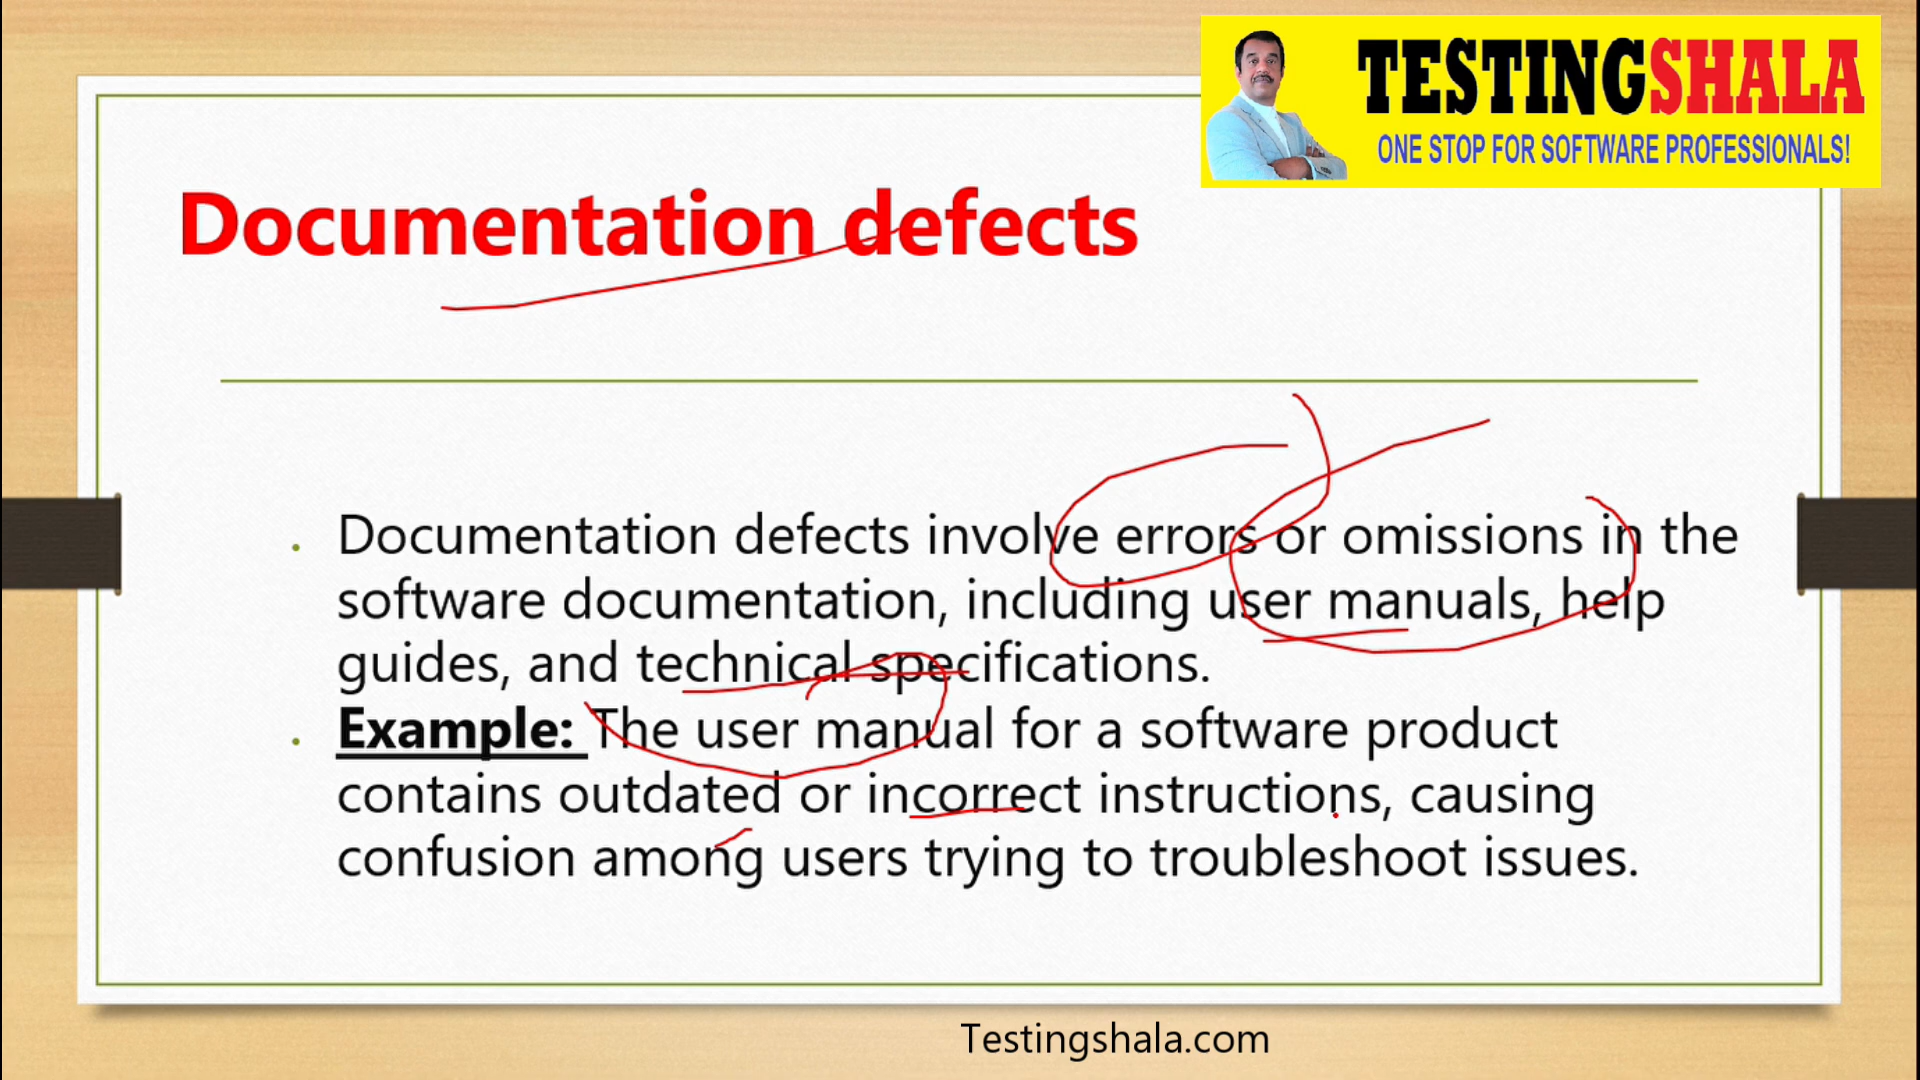 TESTINGSHALA
ONE STOP FOR SOFTWARE PROFESSIONALS!
Documentation defects
. Documentation defects involve errors or omissions in the
software documentation, including user manuals, help
guides, and technical specifications.
. Example: The user manual for a software product
contains outdated or incorrect instructions, causing
confusion among users trying to troubleshoot issues.
Testingshala.com